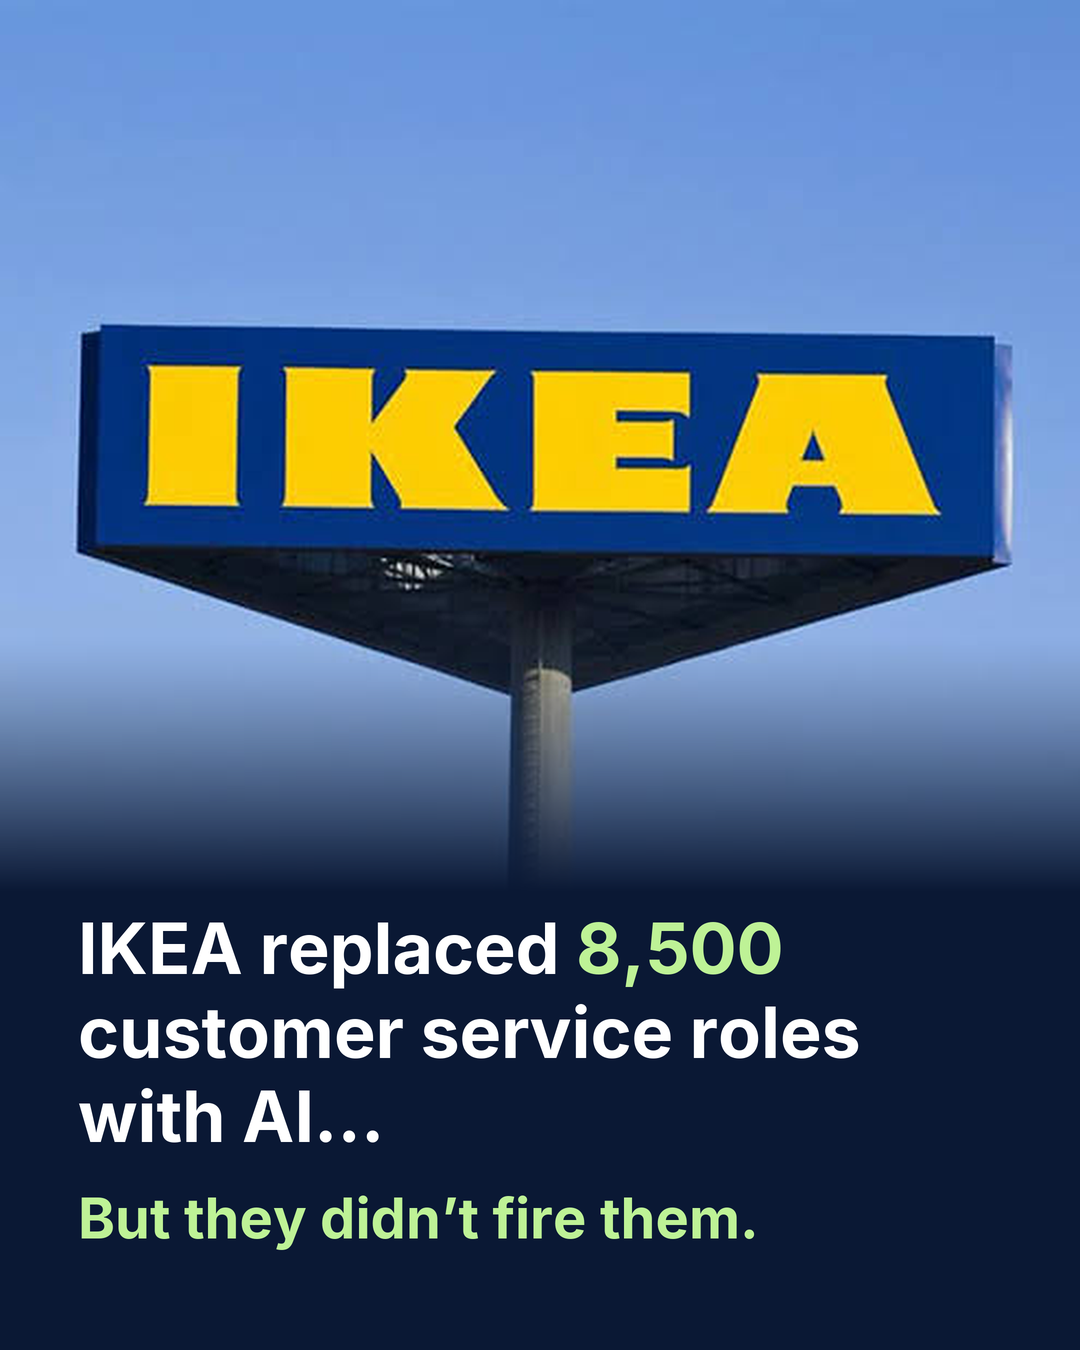 IKEA
IKEA replaced 8,500
customer service roles
with AI...
But they didn’t fire them.